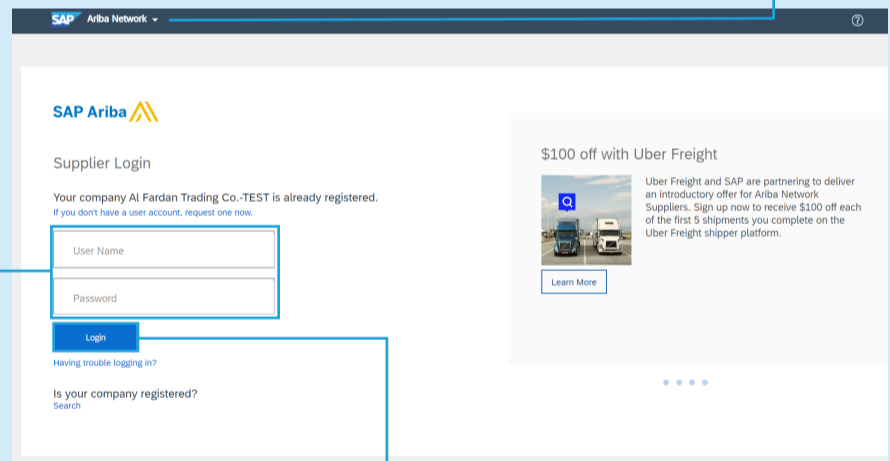 SAP Ariba Network
SAP Ariba
Supplier Login
Your company Al Fardan Trading Co.-TEST is already registered.
If you don't have a user account, request one now.
User Name
Password
Login
Having trouble logging in?
Is your company registered?
Search
$100 off with Uber Freight
Uber Freight and SAP are partnering to deliver
an introductory offer for Ariba Network
Suppliers. Sign up now to receive $100 off each
of the first 5 shipments you complete on the
Uber Freight shipper platform.
Learn More